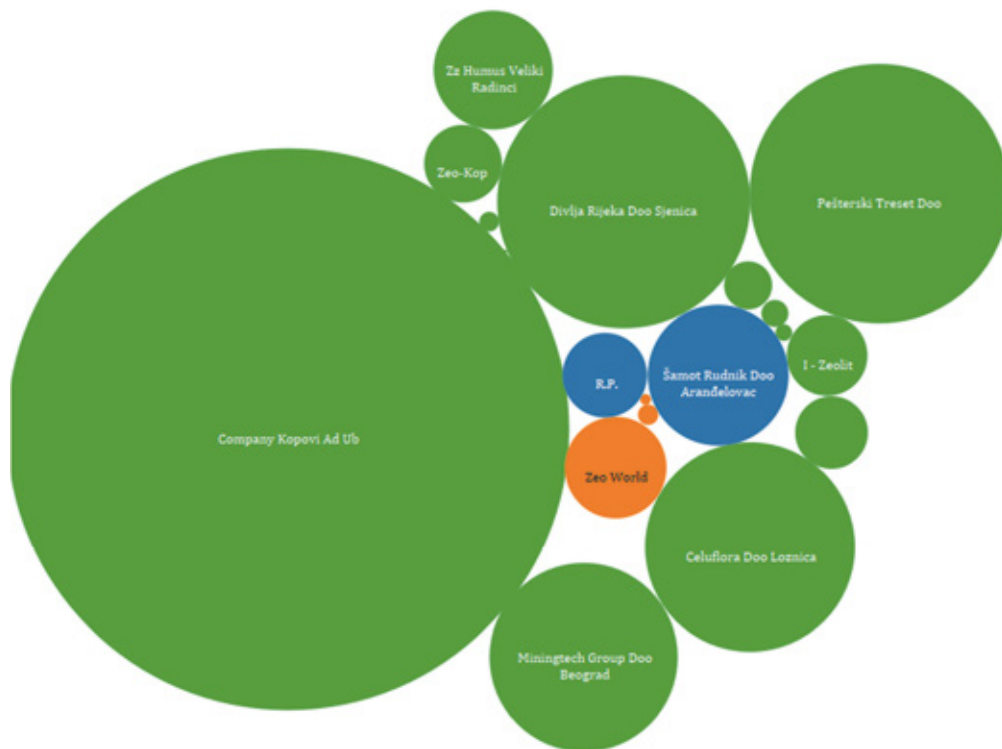 Zz Humus Veliki
Radinci
Zeo-Kop
Divlja Rijeka Doo Sjenica
Pešterski Treset Doo
I - Zeolit
R.P.
Šamot Rudnik Doo
Aranđelovac
Company Kopovi Ad Ub
Zeo World
Celuflora Doo Loznica
Miningtech Group Doo
Beograd